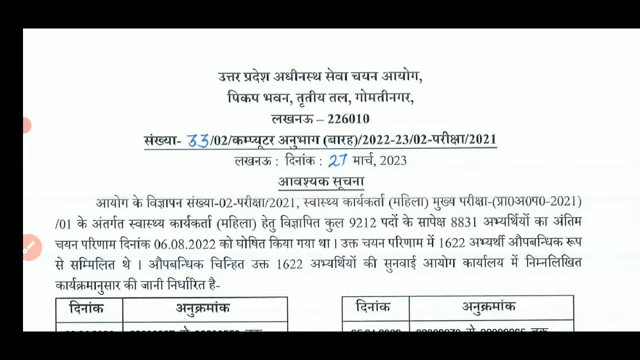 उत्तर प्रदेश अधीनस्थ सेवा चयन आयोग,
पिकप भवन, तृतीय तल, गोमतीनगर,
लखनऊ – 226010
संख्या- 33/02/कम्प्यूटर अनुभाग (बारह)/2022-23/02-परीक्षा/2021
लखनऊ : दिनांक : 27 मार्च, 2023
आवश्यक सूचना
आयोग के विज्ञापन संख्या-02-परीक्षा/2021, स्वास्थ्य कार्यकर्ता (महिला) मुख्य परीक्षा-(प्रा0अ0प0-2021)
/01 के अंतर्गत स्वास्थ्य कार्यकर्ता (महिला) हेतु विज्ञापित कुल 9212 पदों के सापेक्ष 8831 अभ्यर्थियों का अंतिम
चयन परिणाम दिनांक 06.08.2022 को घोषित किया गया था | उक्त चयन परिणाम में 1622 अभ्यर्थी औपबन्धिक रूप
से सम्मिलित थे | औपबन्धिक चिन्हित उक्त 1622 अभ्यर्थियों की सुनवाई आयोग कार्यालय में निम्नलिखित
कार्यक्रमानुसार की जानी निर्धारित है-
दिनांक अनुक्रमांक दिनांक अनुक्रमांक